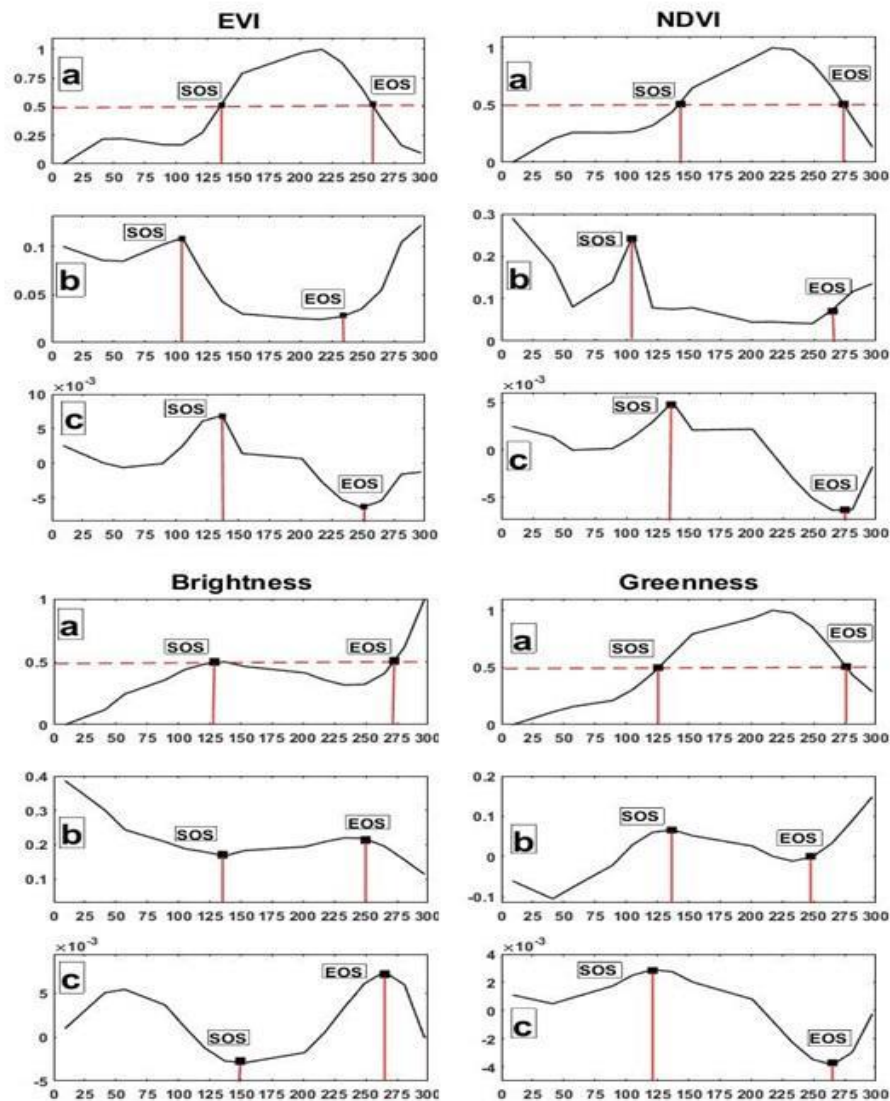 EVI
a
1
0.75
0.5
0.25
0
SOS
EOS
0 25 50 75 100 125 150 175 200 225 250 275 300
b
0.1
0.05
0
SOS
EOS
0 25 50 75 100 125 150 175 200 225 250 275 300
×10⁻³
c
10
5
0
-5
SOS
EOS
0 25 50 75 100 125 150 175 200 225 250 275 300
NDVI
a
1
0.5
0
SOS
EOS
0 25 50 75 100 125 150 175 200 225 250 275 300
b
0.3
0.2
0.1
0
SOS
EOS
0 25 50 75 100 125 150 175 200 225 250 275 300
×10⁻³
c
5
0
-5
SOS
EOS
0 25 50 75 100 125 150 175 200 225 250 275 300
Brightness
a
1
0.5
0
SOS
EOS
0 25 50 75 100 125 150 175 200 225 250 275 300
b
0.4
0.3
0.2
0.1
SOS
EOS
0 25 50 75 100 125 150 175 200 225 250 275 300
×10⁻³
c
5
0
-5
SOS
EOS
0 25 50 75 100 125 150 175 200 225 250 275 300
Greenness
a
1
0.5
0
SOS
EOS
0 25 50 75 100 125 150 175 200 225 250 275 300
b
0.2
0.1
0
-0.1
SOS
EOS
0 25 50 75 100 125 150 175 200 225 250 275 300
×10⁻³
c
4
2
0
-2
-4
SOS
EOS
0 25 50 75 100 125 150 175 200 225 250 275 300